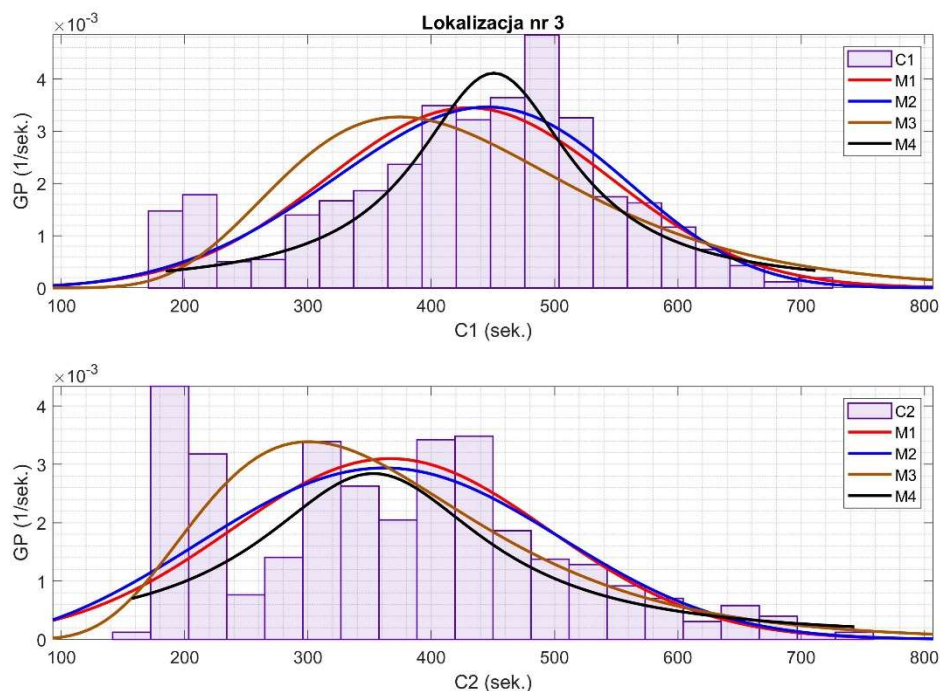 Lokalizacja nr 3
×10⁻³
GP (1/sek.)
4
3
2
1
0
C1
M1
M2
M3
M4
100 200 300 400 500 600 700 800
C1 (sek.)
×10⁻³
GP (1/sek.)
4
3
2
1
0
C2
M1
M2
M3
M4
100 200 300 400 500 600 700 800
C2 (sek.)